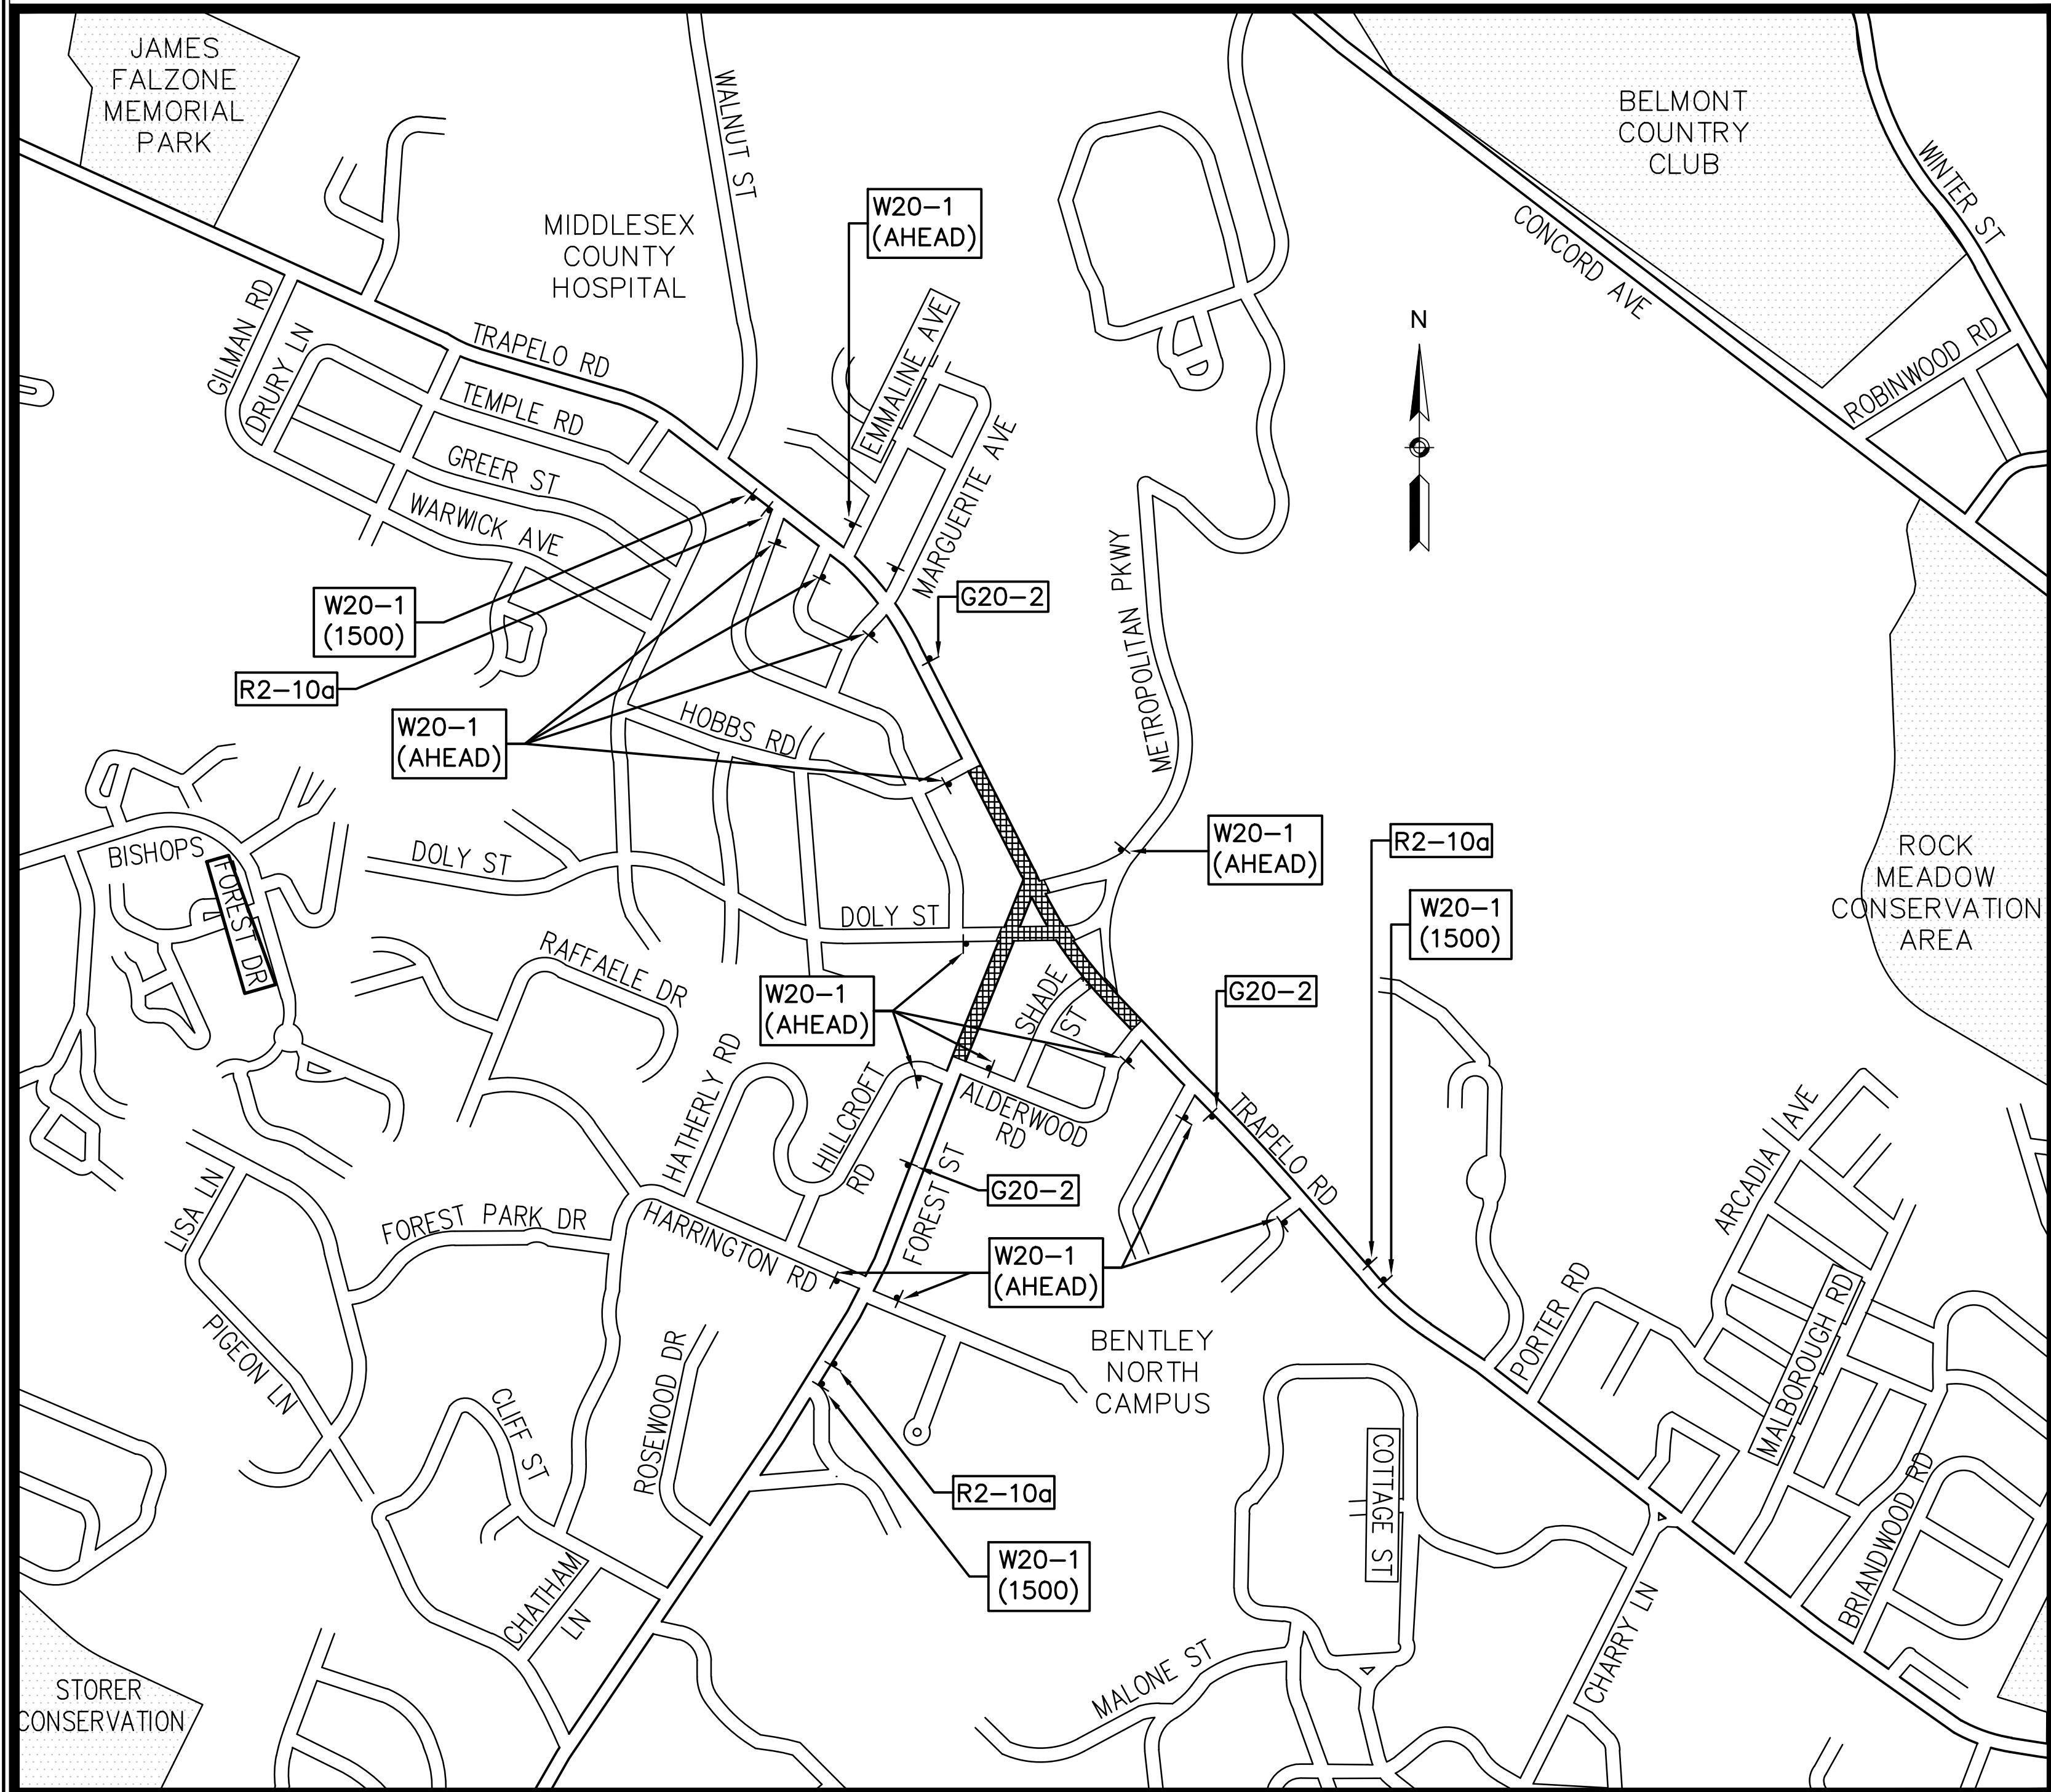 JAMES
FALZONE
MEMORIAL
PARK
WALNUT ST
BELMONT
COUNTRY
CLUB
WINTER ST
CONCORD AVE
W20-1
(AHEAD)
MIDDLESEX
COUNTY
HOSPITAL
GILMAN RD
DRURY LN
TRAPELO RD
EMMALINE AVE
N
ROBINWOOD RD
TEMPLE RD
GREER ST
WARWICK AVE
MARGUERITE AVE
METROPOLITAN PKWY
W20-1
(1500)
G20-2
R2-10a
W20-1
(AHEAD)
HOBBS RD
BISHOPS
FOREST DR
DOLY ST
W20-1
(AHEAD)
R2-10a
W20-1
(1500)
ROCK
MEADOW
CONSERVATION
AREA
DOLY ST
RAFFAELE DR
W20-1
(AHEAD)
SHADE
ST
G20-2
HATHERLY RD
HILLCROFT
RD
ALDERWOOD
RD
TRAPELO RD
ARCADIA AVE
LISA LN
FOREST PARK DR
HARRINGTON RD
FOREST ST
G20-2
W20-1
(AHEAD)
PIGEON LN
CLIFF ST
ROSEWOOD DR
BENTLEY
NORTH
CAMPUS
PORTER RD
MALBOROUGH RD
COTTAGE ST
R2-10a
W20-1
(1500)
CHATHAM
LN
BRIANDWOOD RD
CHARRY LN
MALONE ST
STORER
CONSERVATION